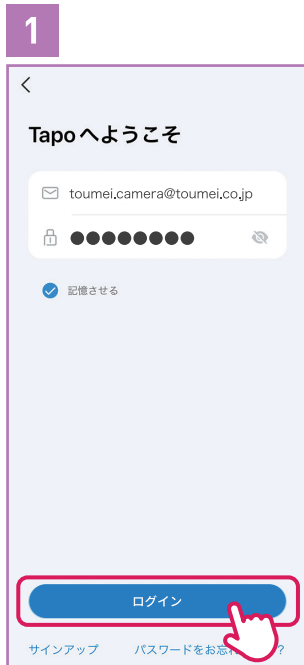 1
Tapoへようこそ
toumei.camera@toumei.co.jp
●●●●●●●●
記憶させる
ログイン
サインアップ パスワードをお忘れ ?